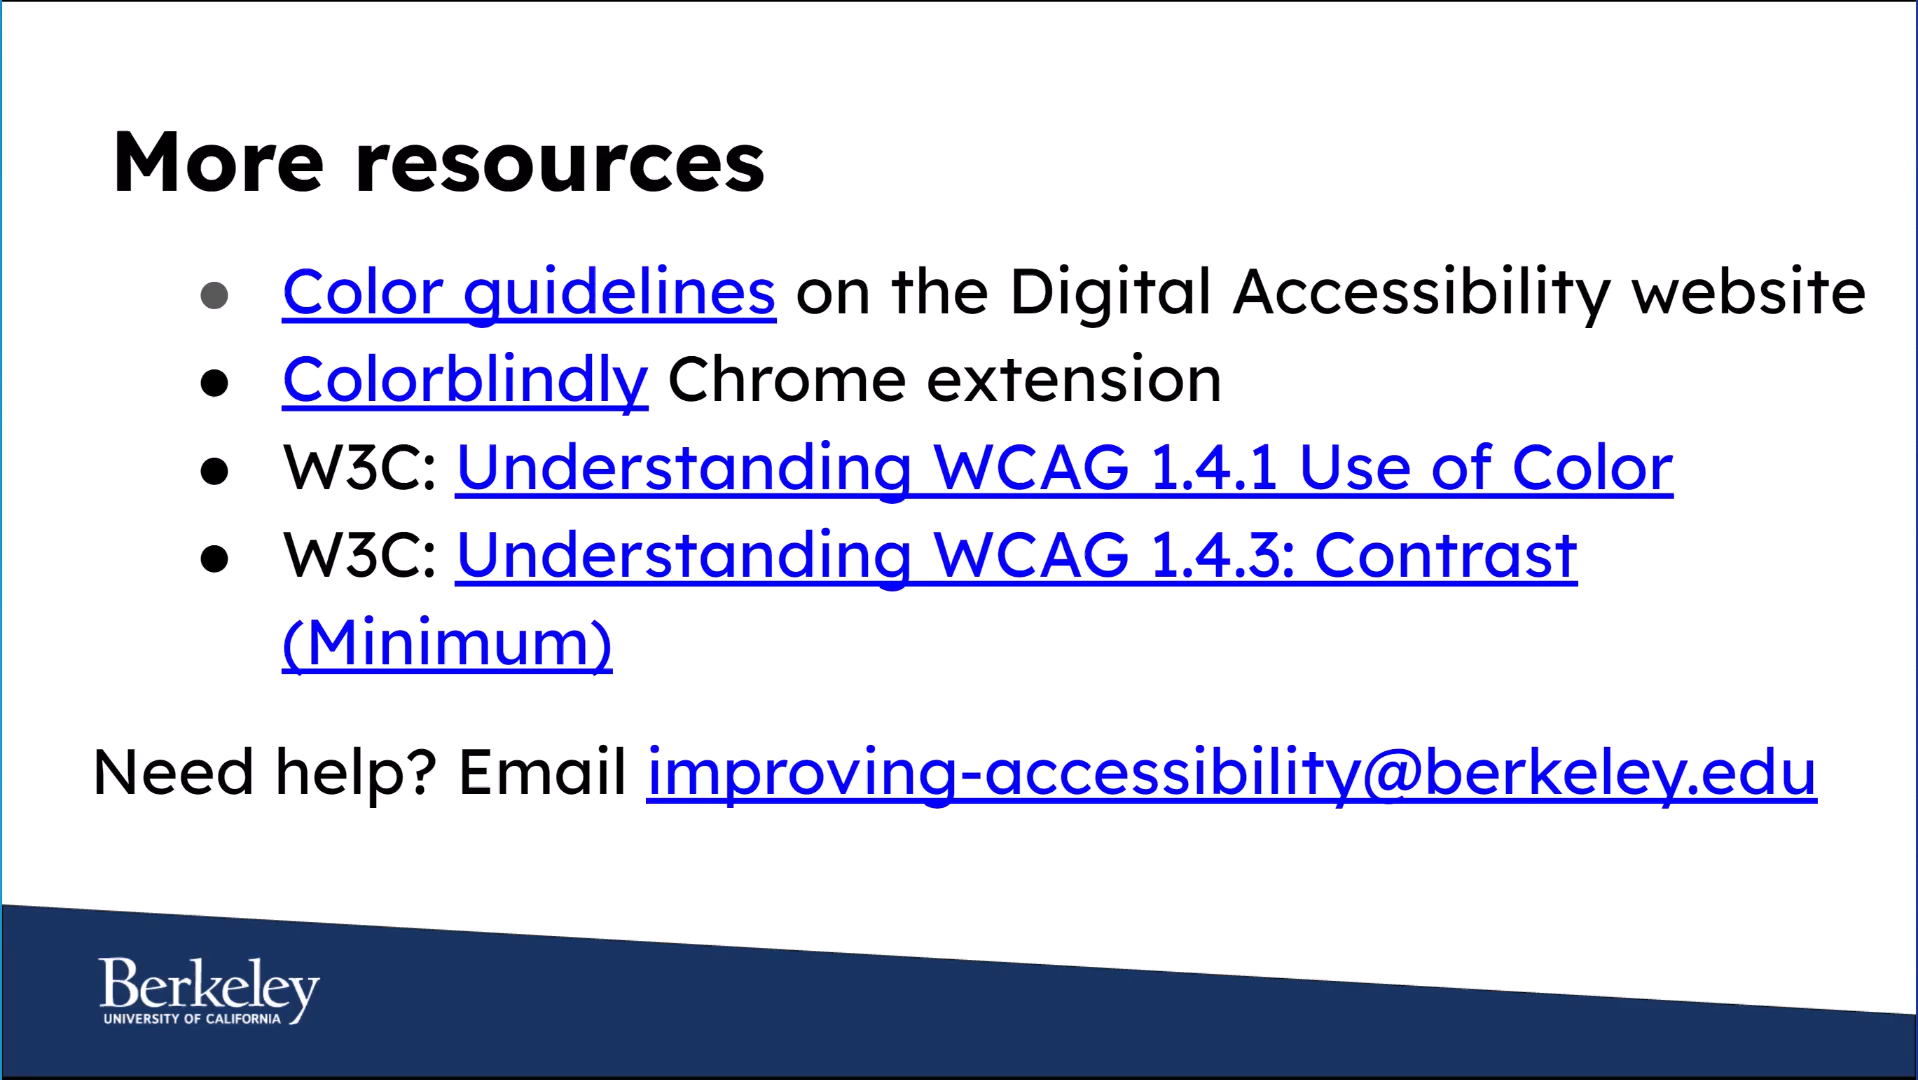 More resources
● Color guidelines on the Digital Accessibility website
● Colorblindly Chrome extension
● W3C: Understanding WCAG 1.4.1 Use of Color
● W3C: Understanding WCAG 1.4.3: Contrast
(Minimum)
Need help? Email improving-accessibility@berkeley.edu
Berkeley
UNIVERSITY OF CALIFORNIA